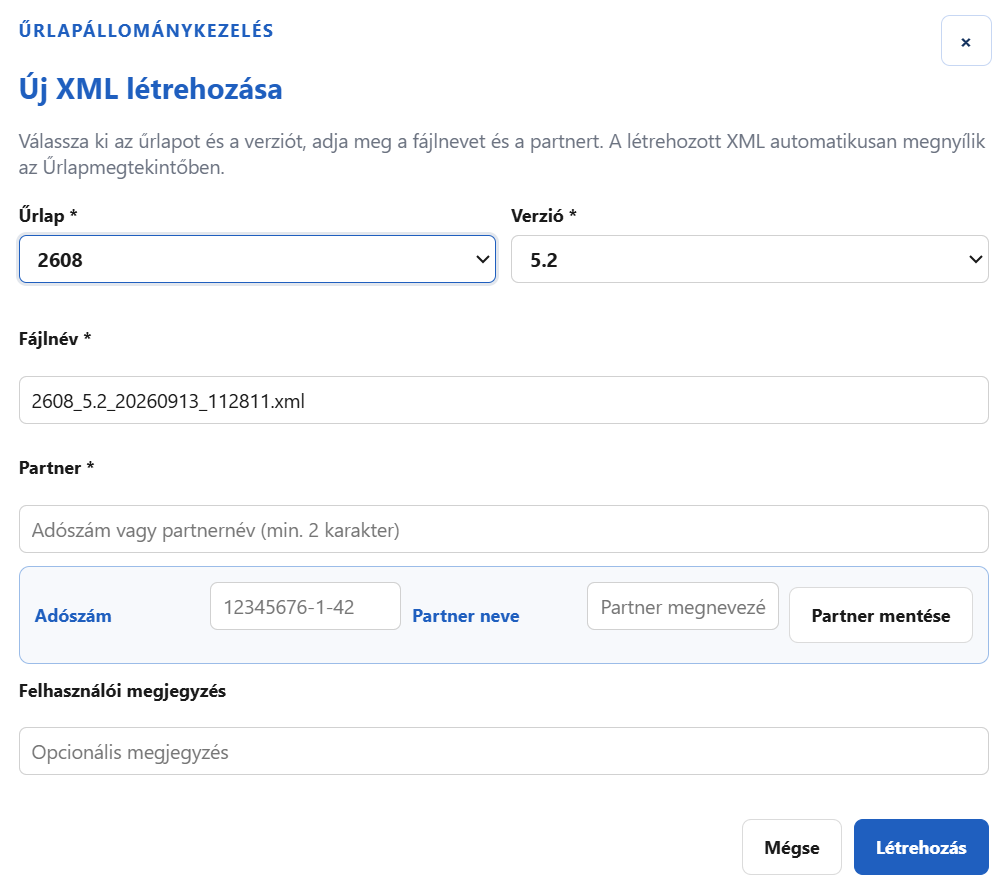 ŰRLAPÁLLOMÁNYKEZELÉS
×
Új XML létrehozása
Válassza ki az űrlapot és a verziót, adja meg a fájlnevet és a partnert. A létrehozott XML automatikusan megnyílik
az Űrlapmegtekintőben.
Űrlap *
Verzió *
2608
5.2
Fájlnév *
2608_5.2_20260913_112811.xml
Partner *
Adószám vagy partnernév (min. 2 karakter)
Adószám
12345676-1-42
Partner neve
Partner megnevezé
Partner mentése
Felhasználói megjegyzés
Opcionális megjegyzés
Mégse
Létrehozás